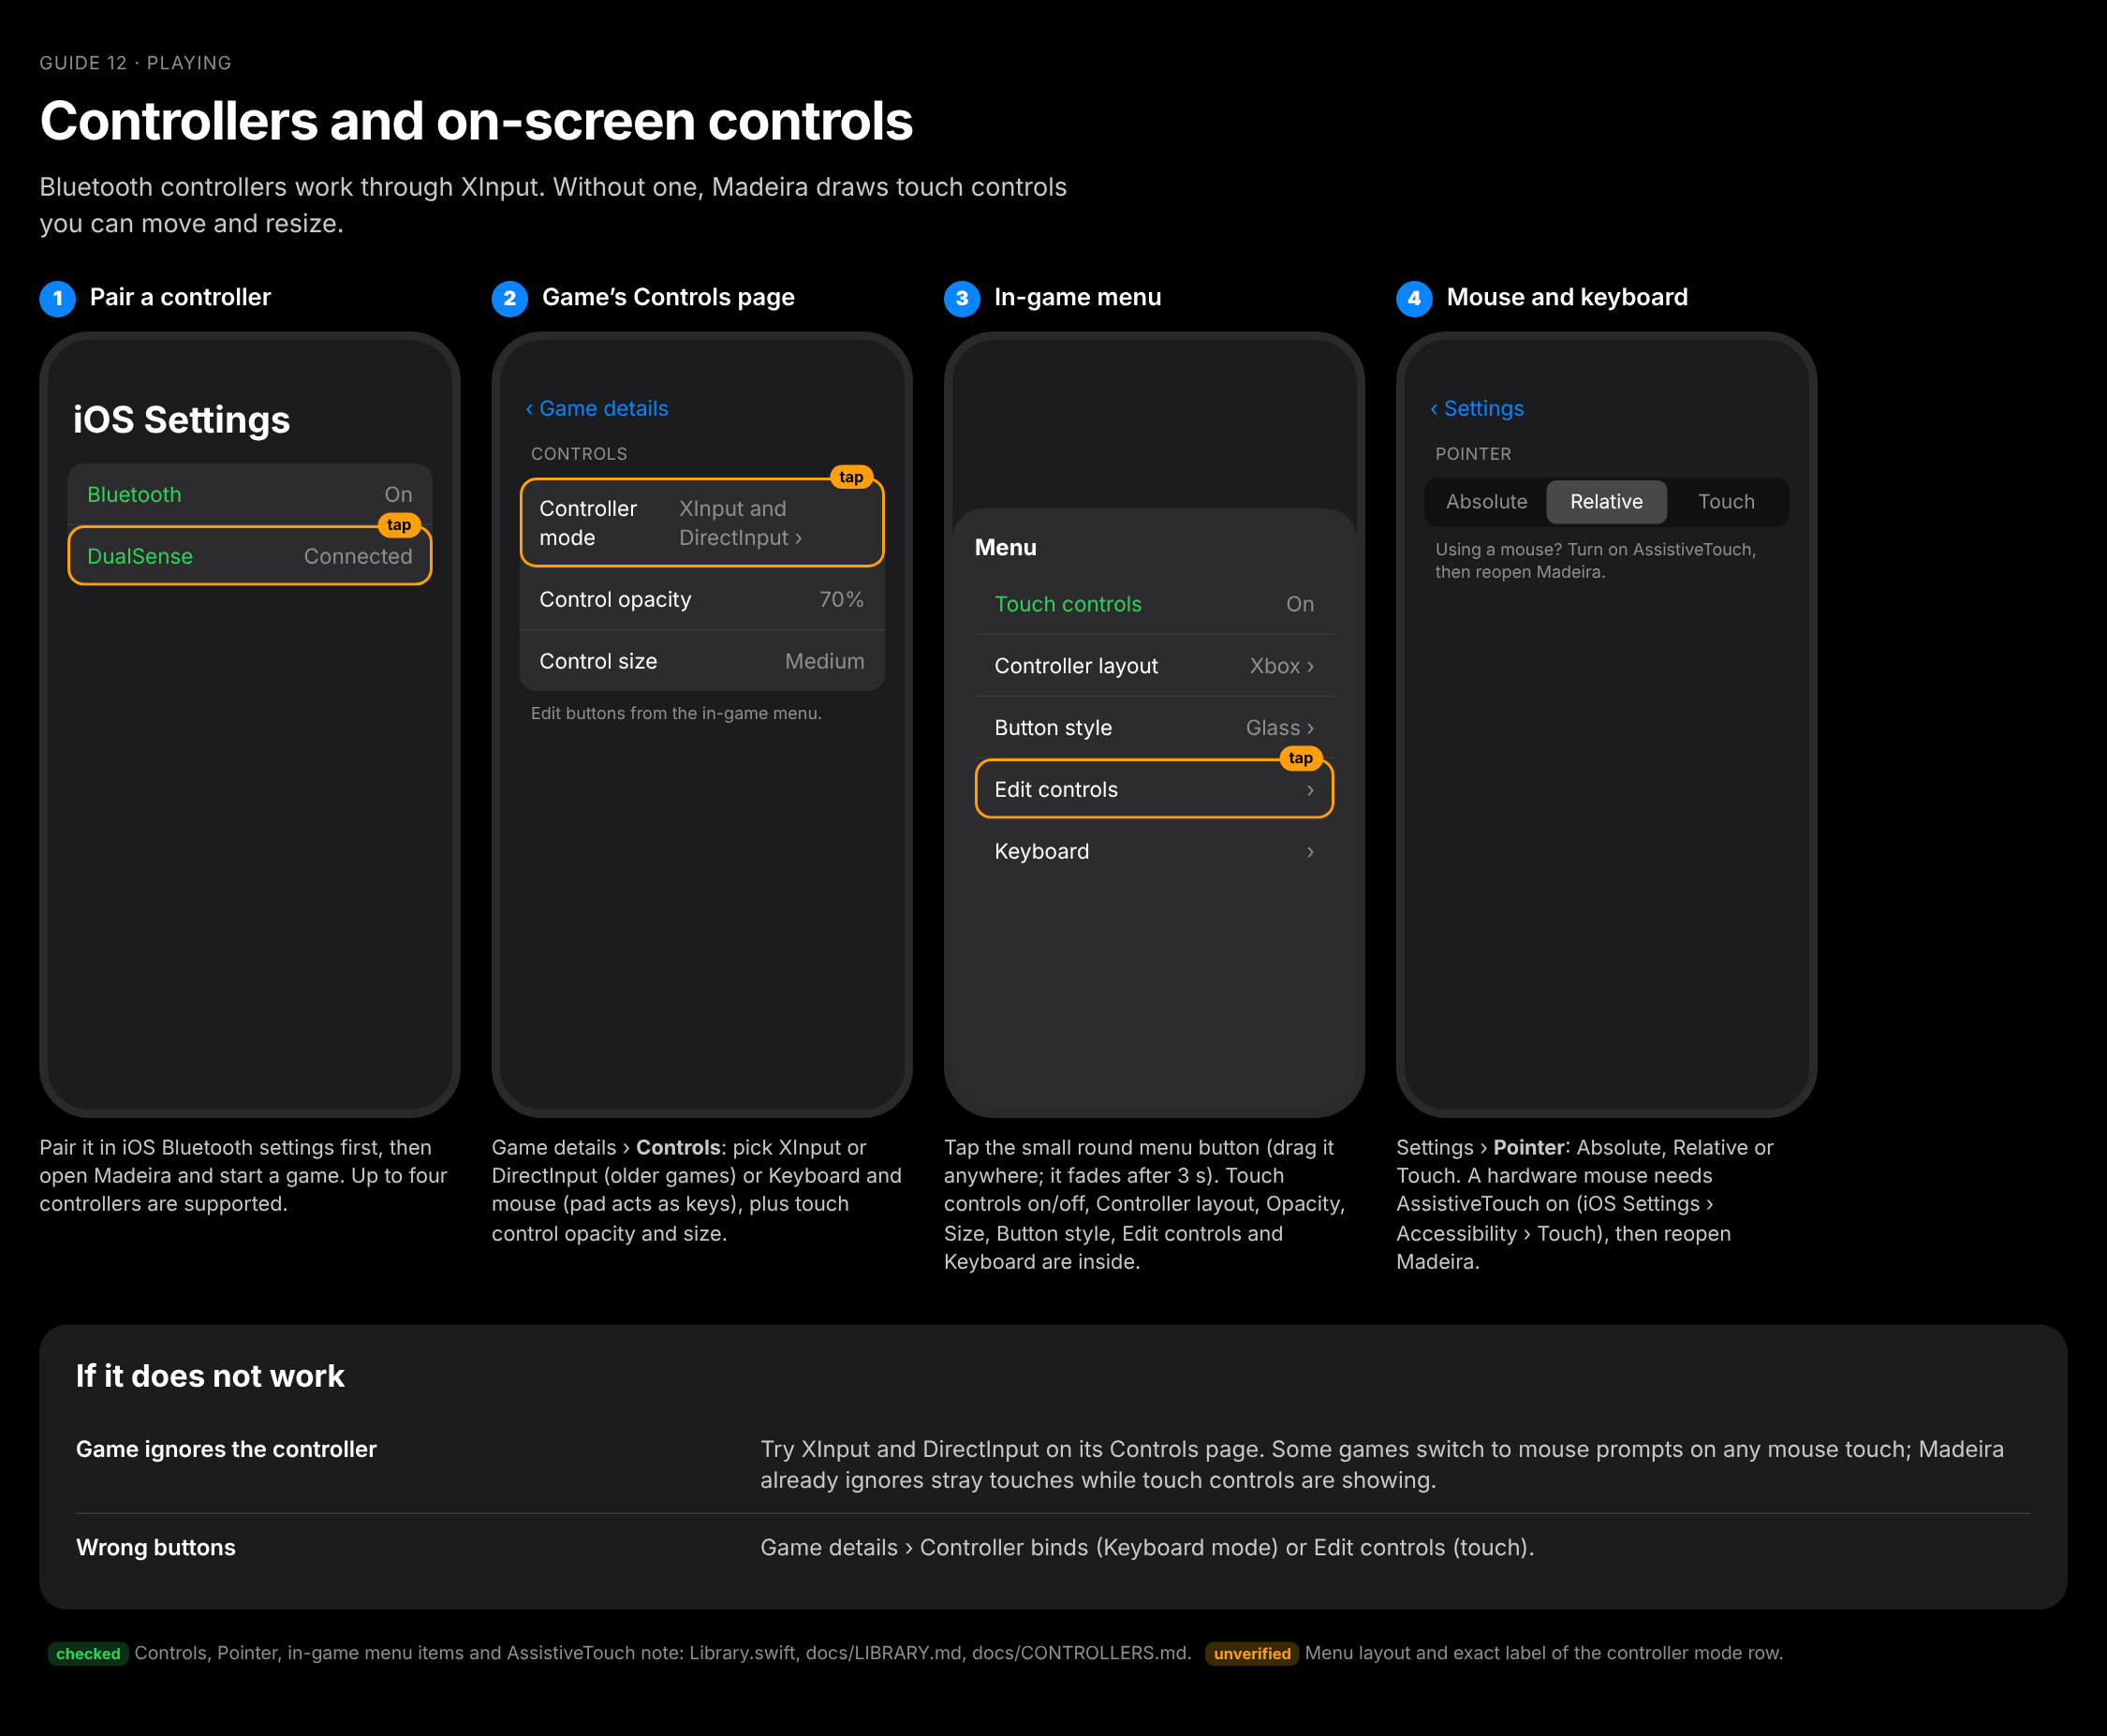 GUIDE 12 · PLAYING
Controllers and on-screen controls
Bluetooth controllers work through XInput. Without one, Madeira draws touch controls
you can move and resize.
1 Pair a controller
iOS Settings
Bluetooth On
tap
DualSense Connected
Pair it in iOS Bluetooth settings first, then
open Madeira and start a game. Up to four
controllers are supported.
2 Game’s Controls page
‹ Game details
CONTROLS
tap
Controller XInput and
mode DirectInput ›
Control opacity 70%
Control size Medium
Edit buttons from the in-game menu.
Game details › Controls: pick XInput or
DirectInput (older games) or Keyboard and
mouse (pad acts as keys), plus touch
control opacity and size.
3 In-game menu
Menu
Touch controls On
Controller layout Xbox ›
Button style Glass ›
tap
Edit controls ›
Keyboard ›
Tap the small round menu button (drag it
anywhere; it fades after 3 s). Touch
controls on/off, Controller layout, Opacity,
Size, Button style, Edit controls and
Keyboard are inside.
4 Mouse and keyboard
‹ Settings
POINTER
Absolute Relative Touch
Using a mouse? Turn on AssistiveTouch,
then reopen Madeira.
Settings › Pointer: Absolute, Relative or
Touch. A hardware mouse needs
AssistiveTouch on (iOS Settings ›
Accessibility › Touch), then reopen
Madeira.
If it does not work
Game ignores the controller
Try XInput and DirectInput on its Controls page. Some games switch to mouse prompts on any mouse touch; Madeira
already ignores stray touches while touch controls are showing.
Wrong buttons
Game details › Controller binds (Keyboard mode) or Edit controls (touch).
checked Controls, Pointer, in-game menu items and AssistiveTouch note: Library.swift, docs/LIBRARY.md, docs/CONTROLLERS.md. unverified Menu layout and exact label of the controller mode row.